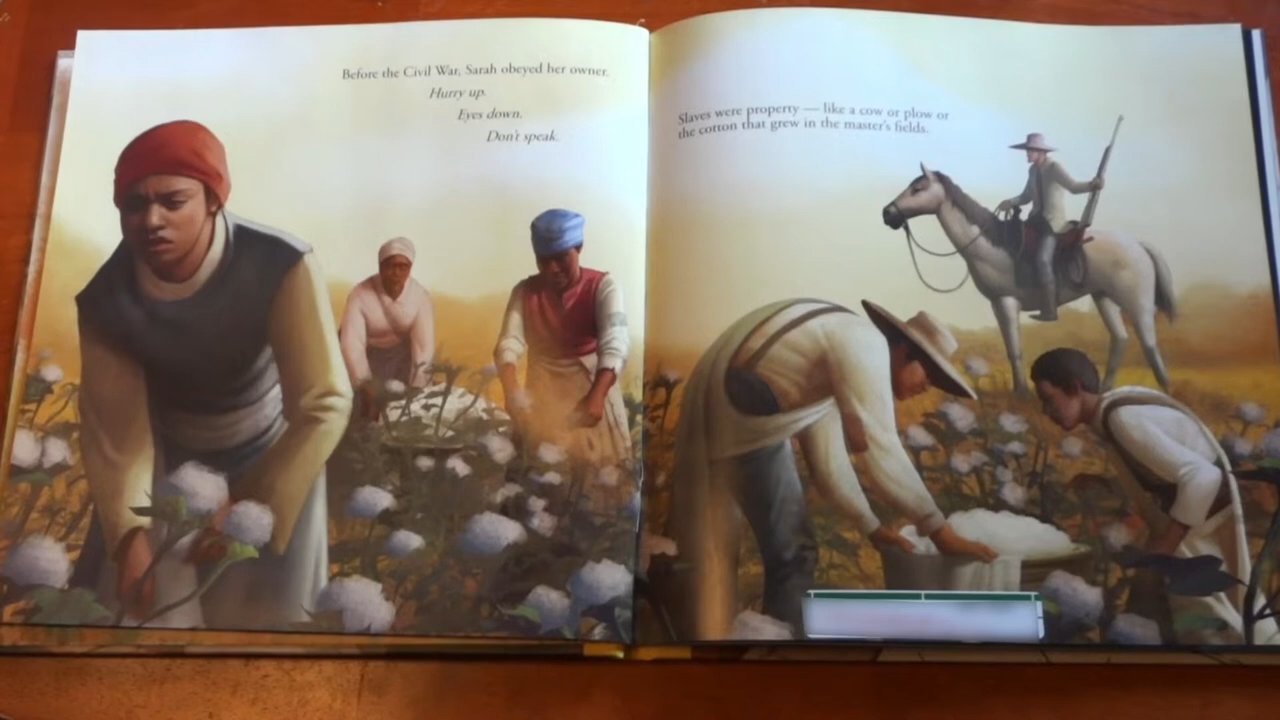 Before the Civil War, Sarah obeyed her owner.
Hurry up.
Eyes down.
Don't speak.
Slaves were property — like a cow or plow or
the cotton that grew in the master's fields.